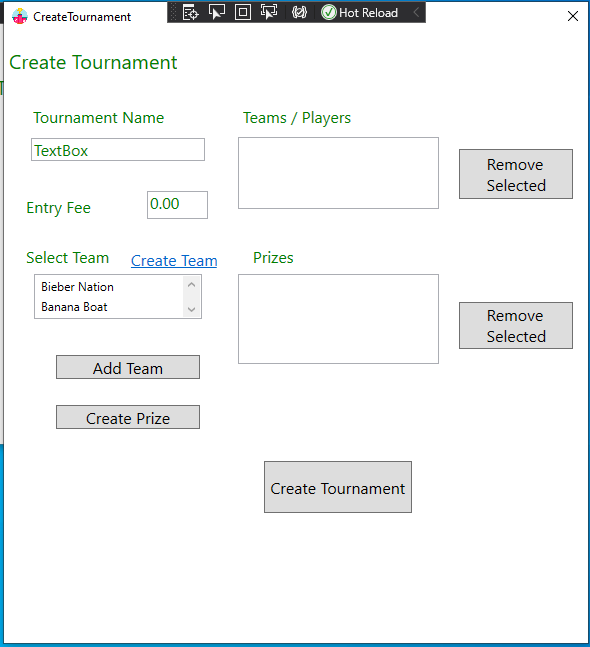 CreateTournament
Hot Reload
Create Tournament
Tournament Name
Teams / Players
TextBox
Remove
Selected
Entry Fee
0.00
Select Team
Create Team
Prizes
Bieber Nation
Banana Boat
Remove
Selected
Add Team
Create Prize
Create Tournament